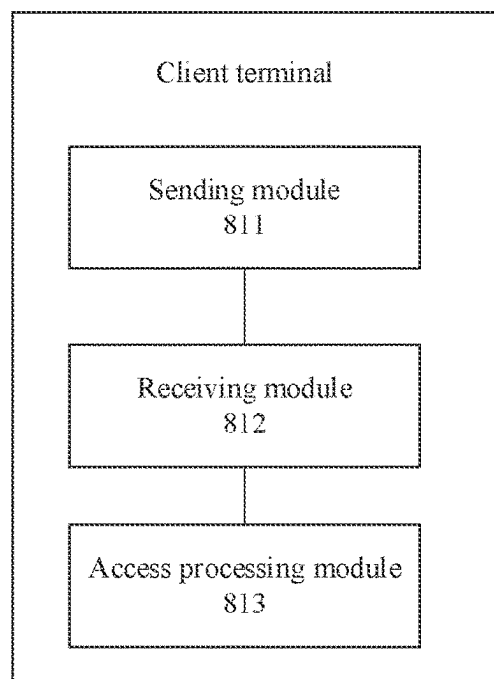 Client terminal
Sending module
811
Receiving module
812
Access processing module
813